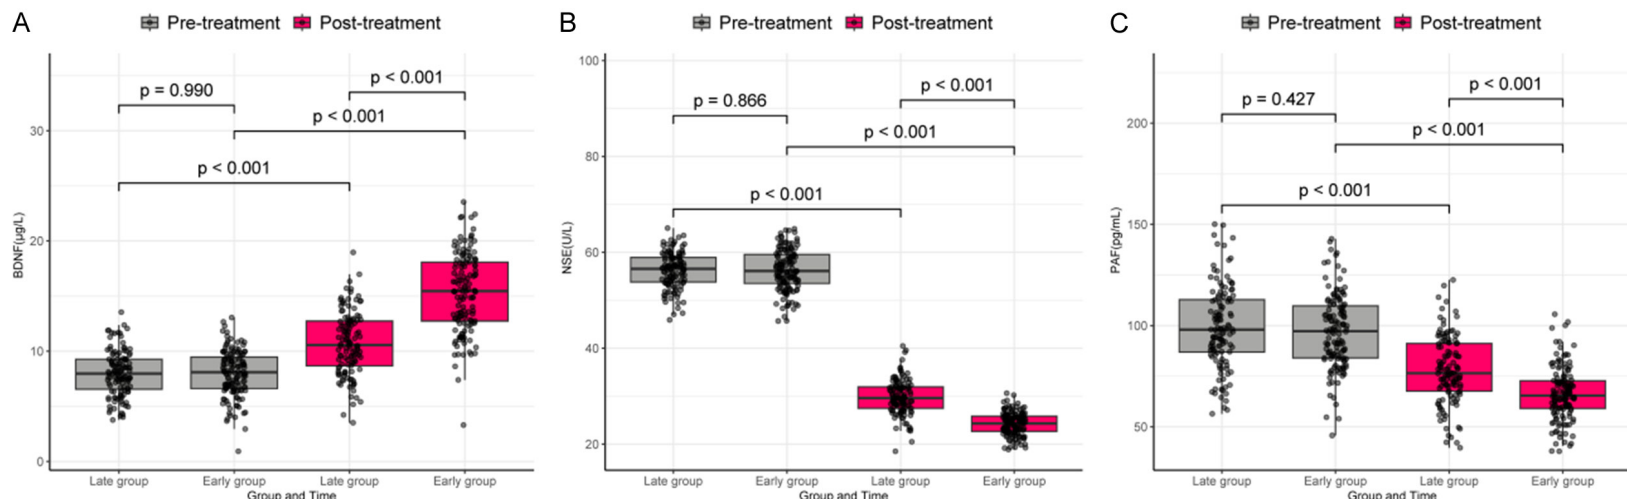 A
Pre-treatment Post-treatment
p < 0.001
p = 0.990
p < 0.001
p < 0.001
30
20
10
0
BDNF(μg/L)
Late group Early group Late group Early group
Group and Time
B
Pre-treatment Post-treatment
p < 0.001
p = 0.866
p < 0.001
p < 0.001
100
80
60
40
20
NSE(U/L)
Late group Early group Late group Early group
Group and Time
C
Pre-treatment Post-treatment
p < 0.001
p = 0.427
p < 0.001
p < 0.001
200
150
100
50
PAF(pg/mL)
Late group Early group Late group Early group
Group and Time